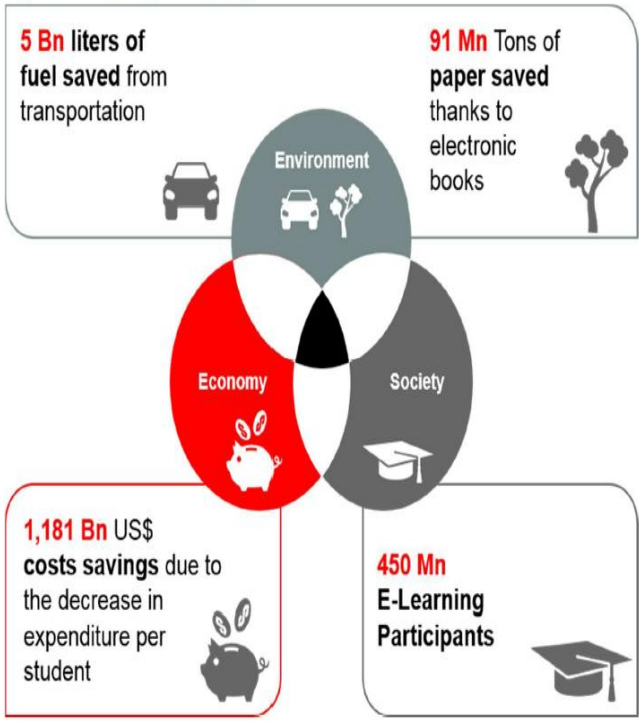 5 Bn liters of
fuel saved from
transportation
91 Mn Tons of
paper saved
thanks to
electronic
books
Environment
Economy
Society
1,181 Bn US$
costs savings due to
the decrease in
expenditure per
student
450 Mn
E-Learning
Participants